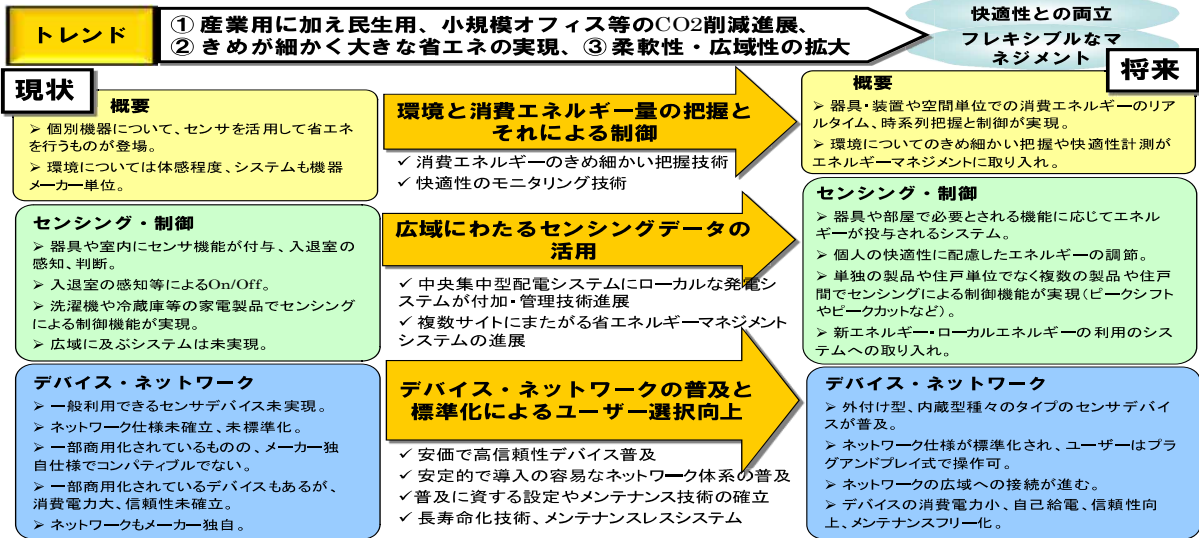 トレンド
① 産業用に加え民生用、小規模オフィス等のCO2削減進展、
② きめが細かく大きな省エネの実現、③ 柔軟性・広域性の拡大
快適性との両立
フレキシブルなマ
ネジメント
現状
概要
➢ 個別機器について、センサを活用して省エネ
を行うものが登場。
➢ 環境については体感程度、システムも機器
メーカー単位。
センシング・制御
➢ 器具や室内にセンサ機能が付与、入退室の
感知、判断。
➢ 入退室の感知等によるOn/Off。
➢ 洗濯機や冷蔵庫等の家電製品でセンシング
による制御機能が実現。
➢ 広域に及ぶシステムは未実現。
デバイス・ネットワーク
➢ 一般利用できるセンサデバイス未実現。
➢ ネットワーク仕様未確立、未標準化。
➢ 一部商用化されているものの、メーカー独
自仕様でコンパティブルでない。
➢ 一部商用化されているデバイスもあるが、
消費電力大、信頼性未確立。
➢ ネットワークもメーカー独自。
環境と消費エネルギー量の把握と
それによる制御
✓ 消費エネルギーのきめ細かい把握技術
✓ 快適性のモニタリング技術
広域にわたるセンシングデータの
活用
✓ 中央集中型配電システムにローカルな発電シ
ステムが付加・管理技術進展
✓ 複数サイトにまたがる省エネルギーマネジメント
システムの進展
デバイス・ネットワークの普及と
標準化によるユーザー選択向上
✓ 安価で高信頼性デバイス普及
✓ 安定的で導入の容易なネットワーク体系の普及
✓ 普及に資する設定やメンテナンス技術の確立
✓ 長寿命化技術、メンテナンスレスシステム
将来
概要
➢ 器具・装置や空間単位での消費エネルギーのリア
ルタイム、時系列把握と制御が実現。
➢ 環境についてのきめ細かい把握や快適性計測が
エネルギーマネジメントに取り入れ。
センシング・制御
➢ 器具や部屋で必要とされる機能に応じてエネル
ギーが投与されるシステム。
➢ 個人の快適性に配慮したエネルギーの調節。
➢ 単独の製品や住戸単位でなく複数の製品や住戸
間でセンシングによる制御機能が実現（ピークシフト
やピークカットなど）。
➢ 新エネルギー・ローカルエネルギーの利用のシス
テムへの取り入れ。
デバイス・ネットワーク
➢ 外付け型、内蔵型種々のタイプのセンサデバイ
スが普及。
➢ ネットワーク仕様が標準化され、ユーザーはプラ
グアンドプレイ式で操作可。
➢ ネットワークの広域への接続が進む。
➢ デバイスの消費電力小、自己給電、信頼性向
上、メンテナンスフリー化。